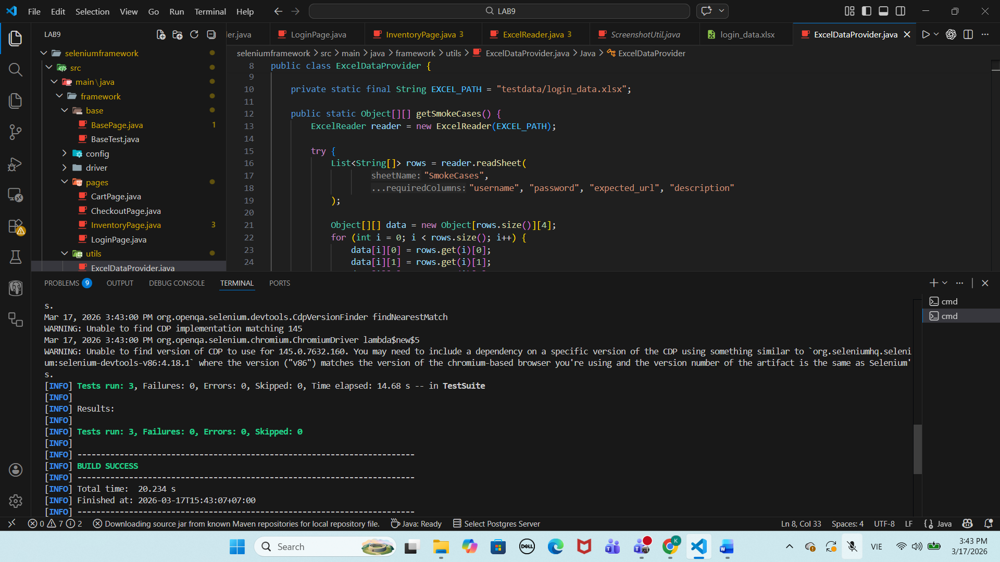 File Edit Selection View Go Run Terminal Help
LAB9
LAB9
ler.java LoginPage.java InventoryPage.java 3 ExcelReader.java 3 ScreenshotUtil.java login_data.xlsx ExcelDataProvider.java
seleniumframework
src
main\java
framework
base
BasePage.java 1
BaseTest.java
config
driver
pages
CartPage.java
CheckoutPage.java
InventoryPage.java 3
LoginPage.java
utils
ExcelDataProvider.java
seleniumframework > src > main > java > framework > utils > ExcelDataProvider.java > Java > ExcelDataProvider
8 public class ExcelDataProvider {
9
10 private static final String EXCEL_PATH = "testdata/login_data.xlsx";
11
12 public static Object[][] getSmokeCases() {
13 ExcelReader reader = new ExcelReader(EXCEL_PATH);
14
15 try {
16 List<String[]> rows = reader.readSheet(
17 sheetName: "SmokeCases",
18 ...requiredColumns: "username", "password", "expected_url", "description"
19 );
20
21 Object[][] data = new Object[rows.size()][4];
22 for (int i = 0; i < rows.size(); i++) {
23 data[i][0] = rows.get(i)[0];
24 data[i][1] = rows.get(i)[1];
PROBLEMS 9 OUTPUT DEBUG CONSOLE TERMINAL PORTS
cmd
cmd
s.
Mar 17, 2026 3:43:00 PM org.openqa.selenium.devtools.CdpVersionFinder findNearestMatch
WARNING: Unable to find CDP implementation matching 145
Mar 17, 2026 3:43:00 PM org.openqa.selenium.chromium.ChromiumDriver lambda$new$5
WARNING: Unable to find version of CDP to use for 145.0.7632.160. You may need to include a dependency on a specific version of the CDP using something similar to `org.seleniumhq.seleni
um:selenium-devtools-v86:4.18.1` where the version ("v86") matches the version of the chromium-based browser you're using and the version number of the artifact is the same as Selenium'
s.
[INFO] Tests run: 3, Failures: 0, Errors: 0, Skipped: 0, Time elapsed: 14.68 s -- in TestSuite
[INFO]
[INFO] Results:
[INFO]
[INFO] Tests run: 3, Failures: 0, Errors: 0, Skipped: 0
[INFO]
[INFO] ------------------------------------------------------------------------
[INFO] BUILD SUCCESS
[INFO] ------------------------------------------------------------------------
[INFO] Total time:  20.234 s
[INFO] Finished at: 2026-03-17T15:43:07+07:00
[INFO] ------------------------------------------------------------------------
0 7 2 Downloading source jar from known Maven repositories for local repository file. Java: Ready Select Postgres Server Ln 8, Col 33 Spaces: 4 UTF-8 LF Java
Search DELL K VIE 3:43 PM
3/17/2026